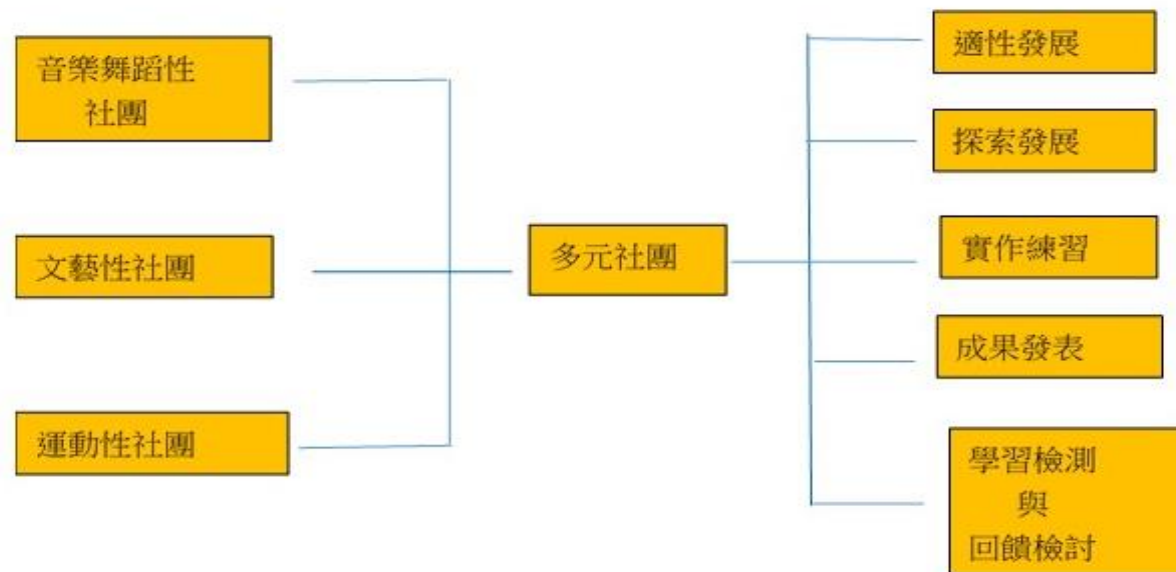 音樂舞蹈性
社團
文藝性社團
運動性社團
多元社團
適性發展
探索發展
實作練習
成果發表
學習檢測
與
回饋檢討